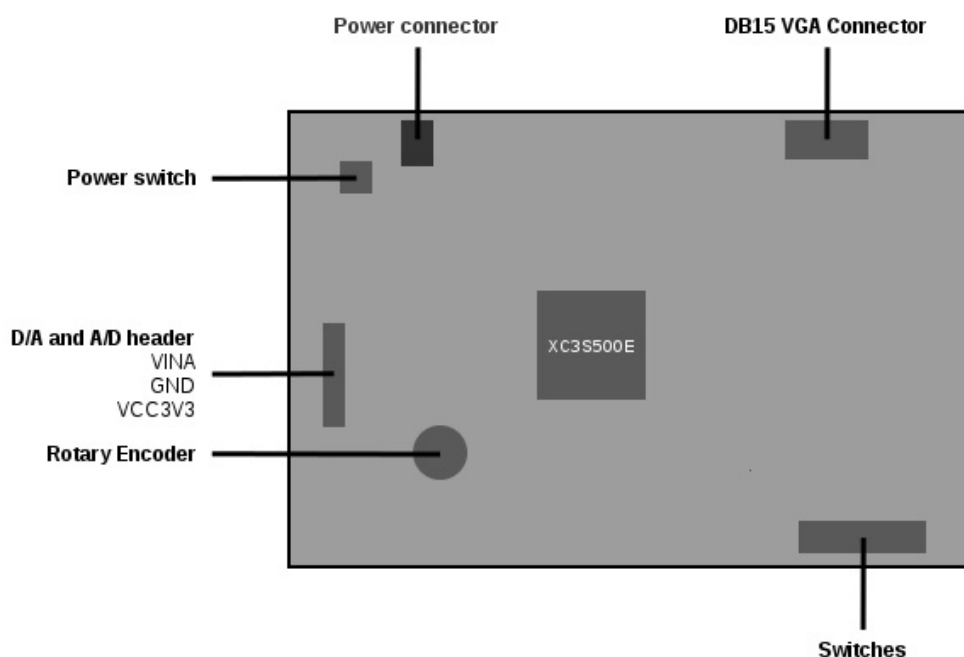 Power connector
DB15 VGA Connector
Power switch
D/A and A/D header
VINA
GND
VCC3V3
XC3S500E
Rotary Encoder
Switches